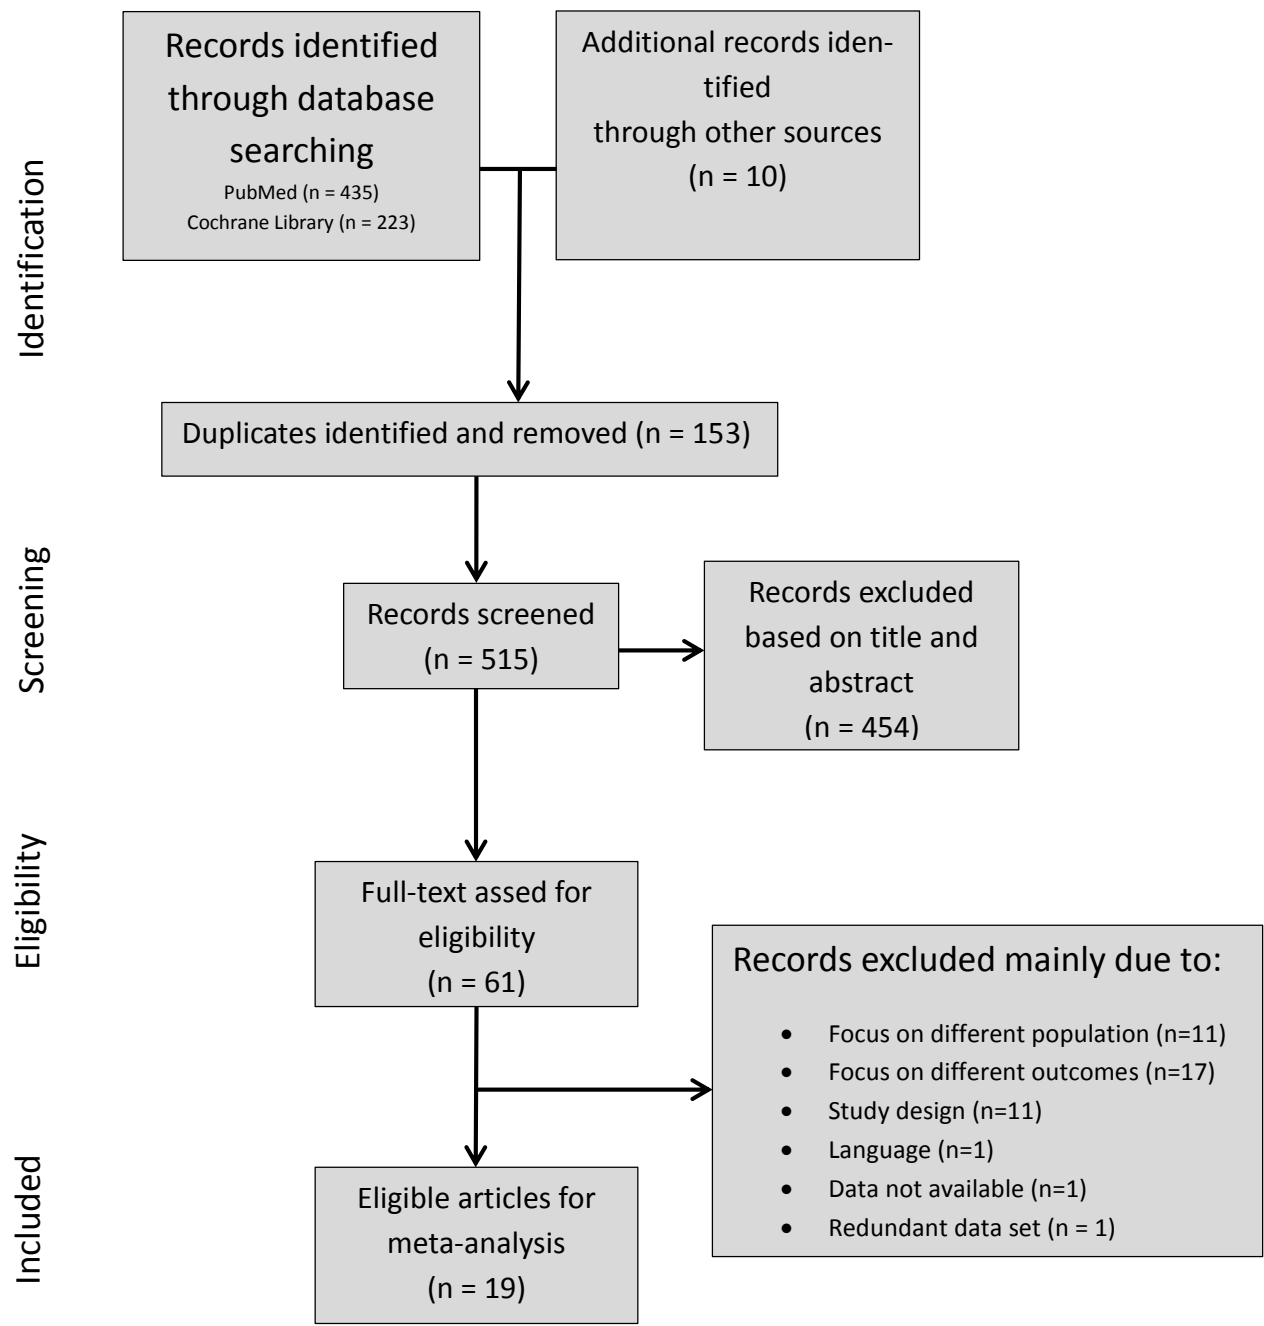 Identification
Records identified
through database
searching
PubMed (n = 435)
Cochrane Library (n = 223)
Additional records iden-
tified
through other sources
(n = 10)
Duplicates identified and removed (n = 153)
Screening
Records screened
(n = 515)
Records excluded
based on title and
abstract
(n = 454)
Eligibility
Full-text assed for
eligibility
(n = 61)
Records excluded mainly due to:
• Focus on different population (n=11)
• Focus on different outcomes (n=17)
• Study design (n=11)
• Language (n=1)
• Data not available (n=1)
• Redundant data set (n = 1)
Included
Eligible articles for
meta-analysis
(n = 19)